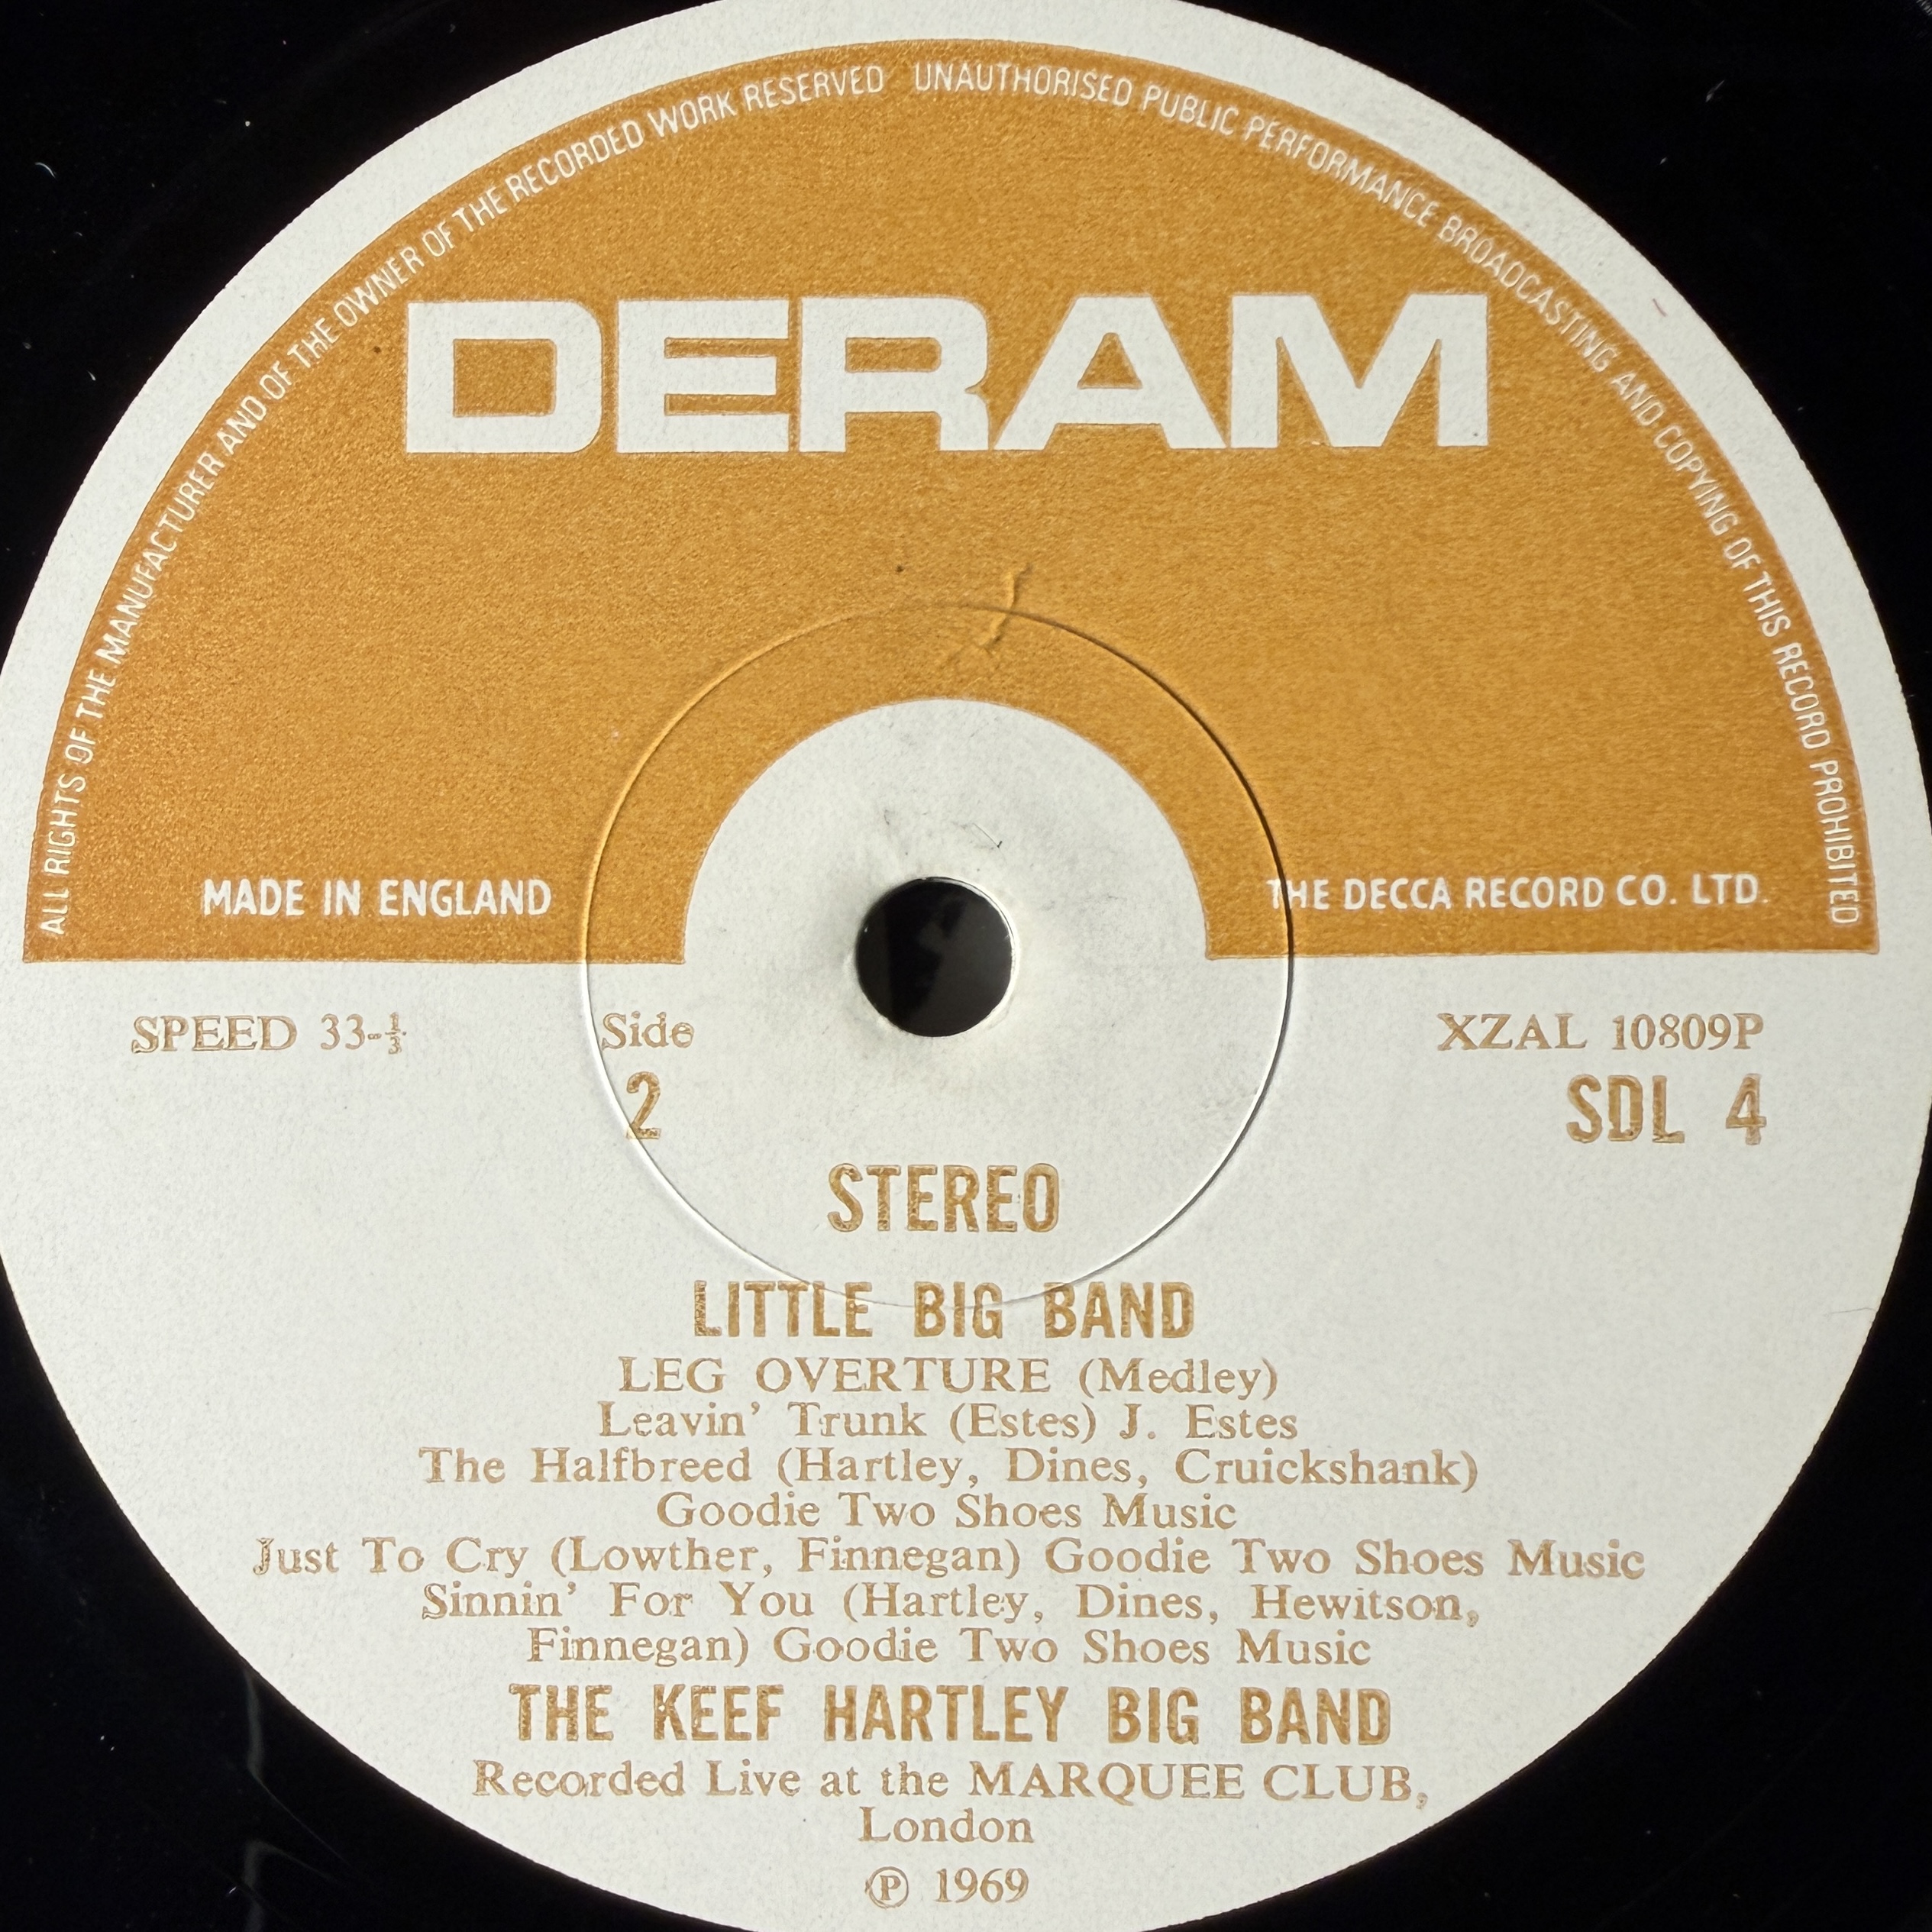 ALL RIGHTS OF THE MANUFACTURER AND OF THE OWNER OF THE RECORDED WORK RESERVED UNAUTHORISED PUBLIC PERFORMANCE BROADCASTING AND COPYING OF THIS RECORD PROHIBITED
DERAM
MADE IN ENGLAND THE DECCA RECORD CO. LTD.
SPEED 33-⅓ Side XZAL 10809P
2 SDL 4
STEREO
LITTLE BIG BAND
LEG OVERTURE (Medley)
Leavin' Trunk (Estes) J. Estes
The Halfbreed (Hartley, Dines, Cruickshank)
Goodie Two Shoes Music
Just To Cry (Lowther, Finnegan) Goodie Two Shoes Music
Sinnin' For You (Hartley, Dines, Hewitson,
Finnegan) Goodie Two Shoes Music
THE KEEF HARTLEY BIG BAND
Recorded Live at the MARQUEE CLUB,
London
℗ 1969